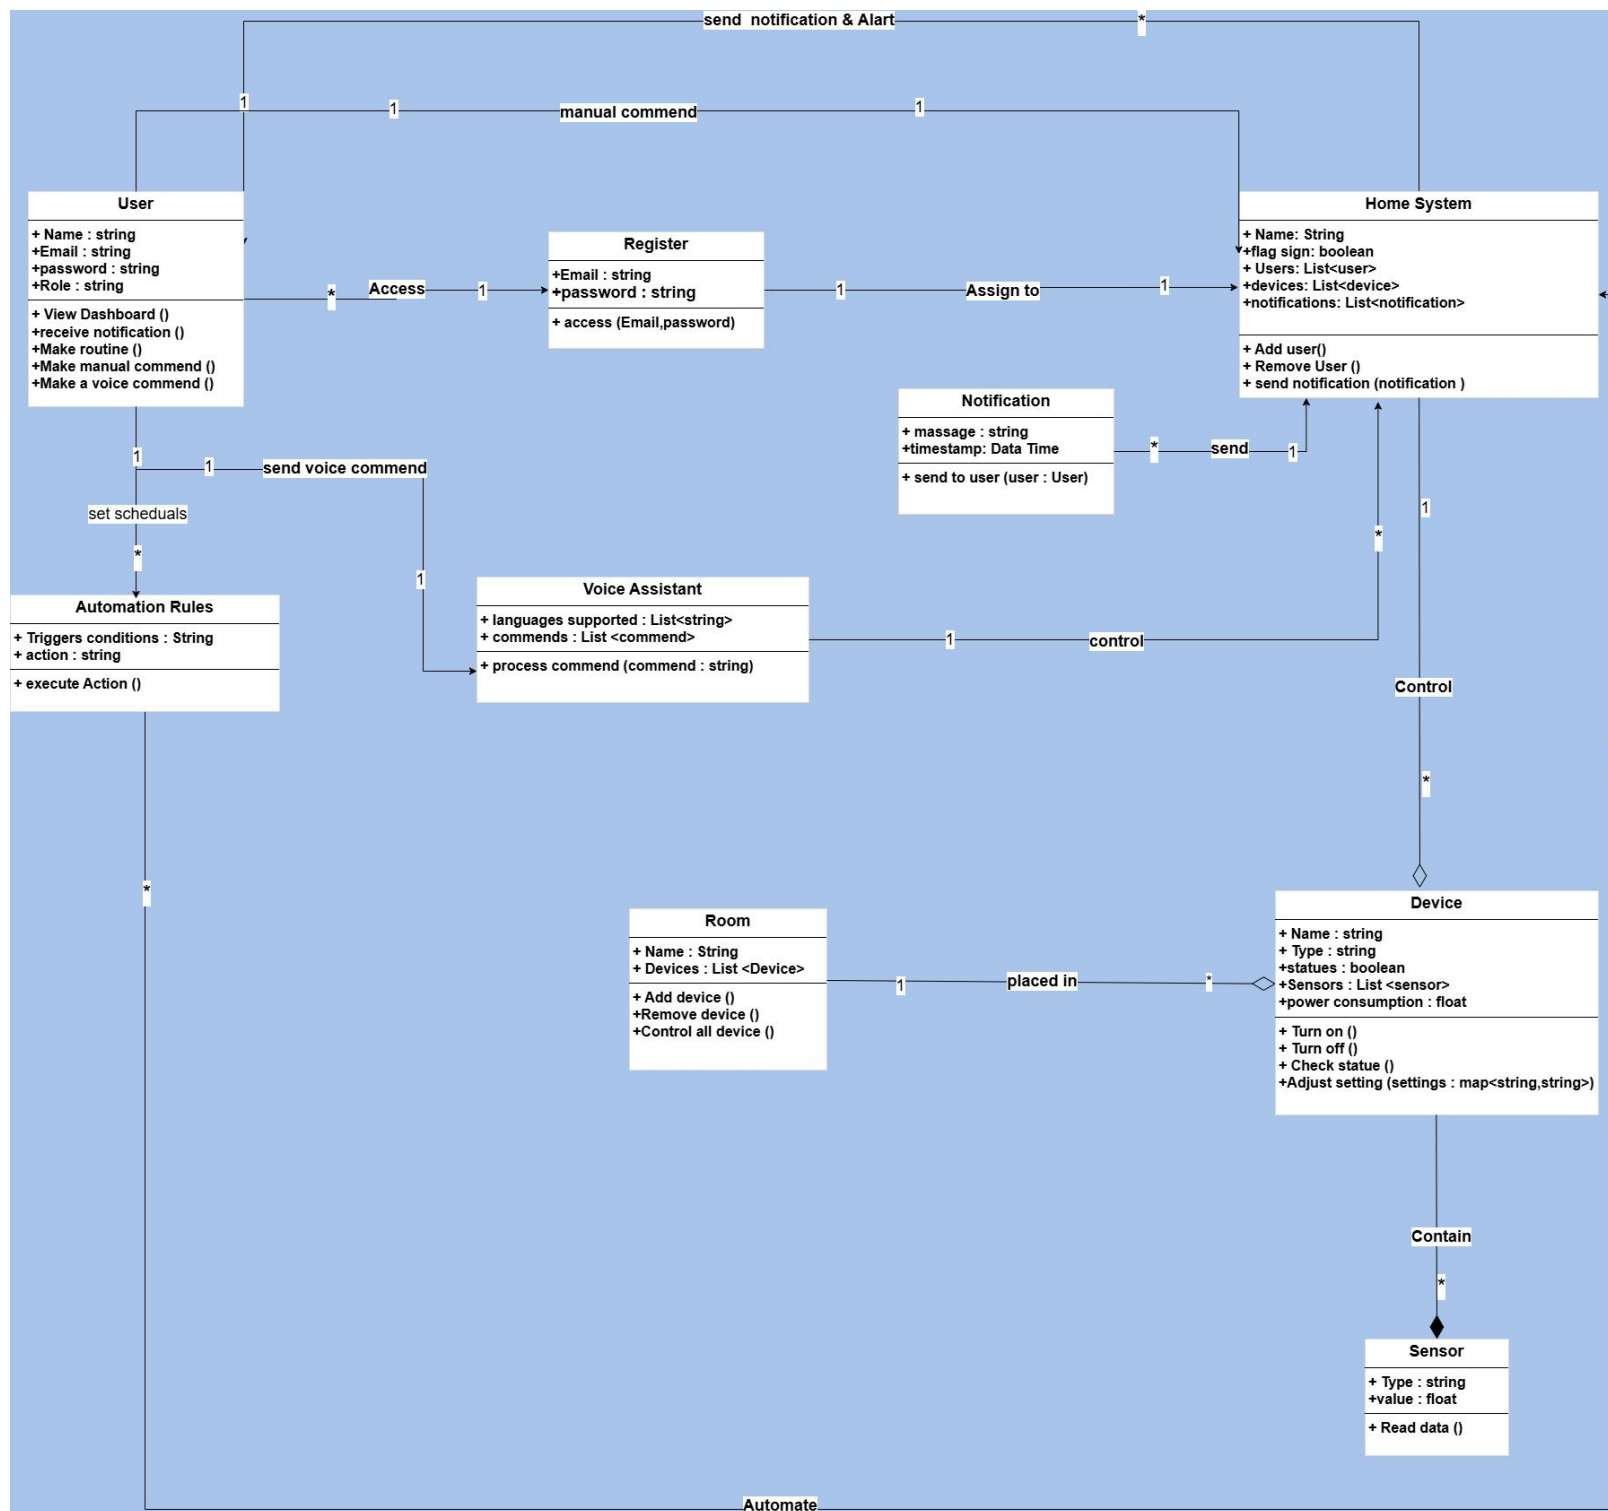 send  notification & Alart
*
1
1
manual commend
1
User
+ Name : string
+Email : string
+password : string
+Role : string
+ View Dashboard ()
+receive notification ()
+Make routine ()
+Make manual commend ()
+Make a voice commend ()
*
Access
1
Register
+Email : string
+password : string
+ access (Email,password)
1
Assign to
1
Home System
+ Name: String
+flag sign: boolean
+ Users: List<user>
+devices: List<device>
+notifications: List<notification>
+ Add user()
+ Remove User ()
+ send notification (notification )
Notification
+ massage : string
+timestamp: Data Time
+ send to user (user : User)
*
send
1
1
1
send voice commend
set scheduals
*
1
*
1
Automation Rules
+ Triggers conditions : String
+ action : string
+ execute Action ()
Voice Assistant
+ languages supported : List<string>
+ commends : List <commend>
+ process commend (commend : string)
1
control
Control
*
*
Room
+ Name : String
+ Devices : List <Device>
+ Add device ()
+Remove device ()
+Control all device ()
1
placed in
*
Device
+ Name : string
+ Type : string
+statues : boolean
+Sensors : List <sensor>
+power consumption : float
+ Turn on ()
+ Turn off ()
+ Check statue ()
+Adjust setting (settings : map<string,string>)
Contain
*
Sensor
+ Type : string
+value : float
+ Read data ()
Automate